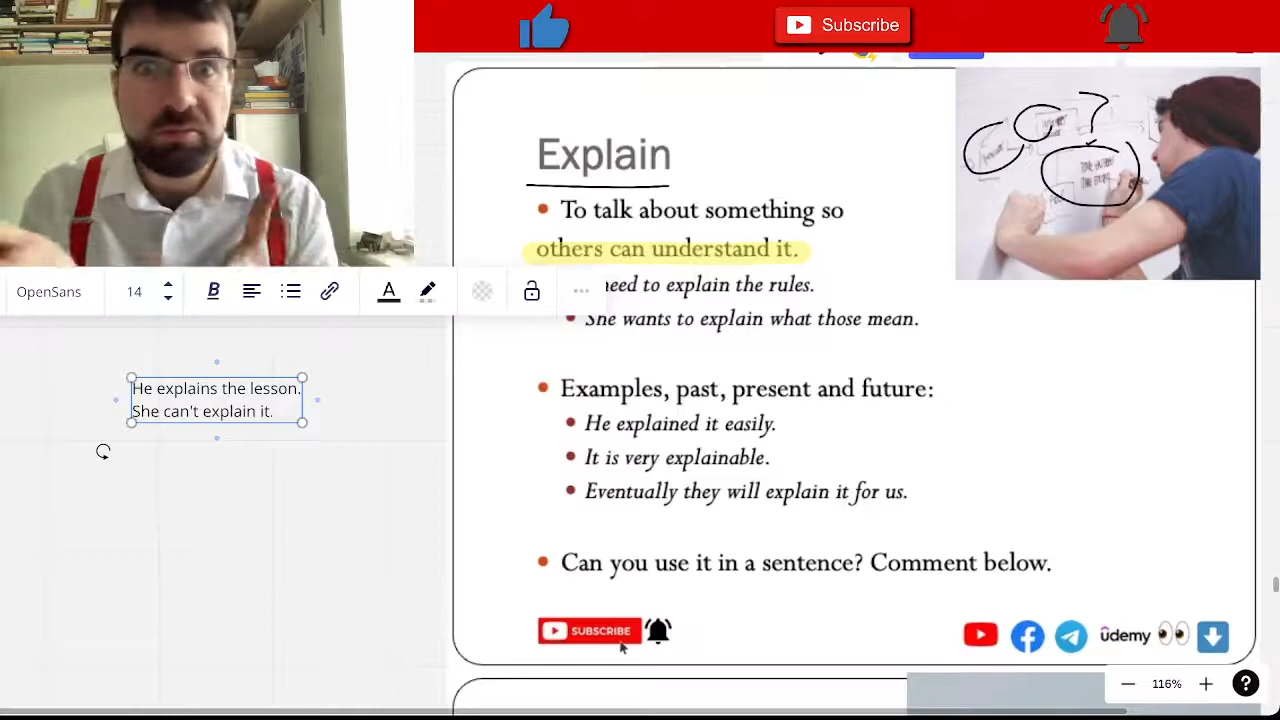 Subscribe
Explain
To talk about something so
others can understand it.
need to explain the rules.
She wants to explain what those mean.
OpenSans
14
B
A
He explains the lesson.
She can't explain it.
Examples, past, present and future:
He explained it easily.
It is very explainable.
Eventually they will explain it for us.
Can you use it in a sentence? Comment below.
SUBSCRIBE
ûdemy
116%
?